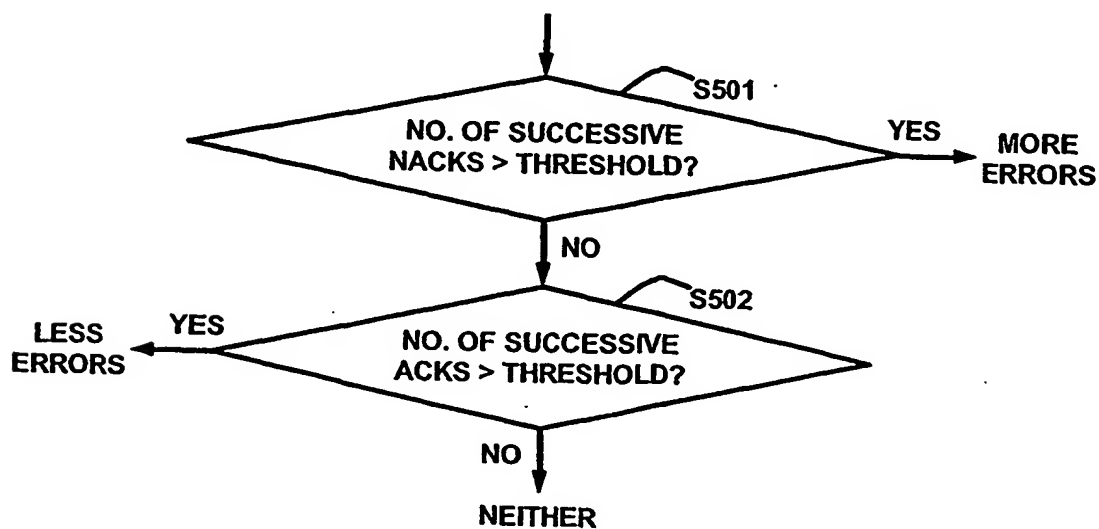 S501
NO. OF SUCCESSIVE
NACKS > THRESHOLD?
YES
MORE
ERRORS
NO
S502
LESS
ERRORS
YES
NO. OF SUCCESSIVE
ACKS > THRESHOLD?
NO
NEITHER